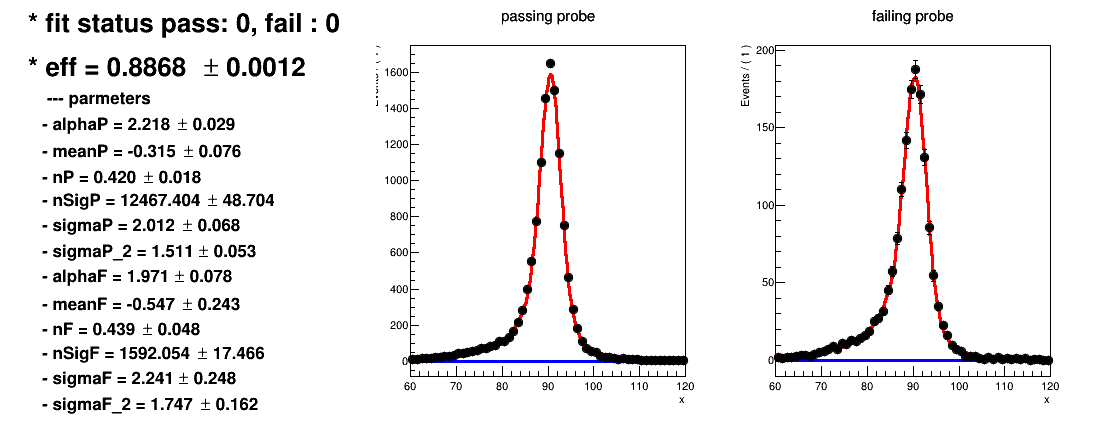 * fit status pass: 0, fail : 0
* eff = 0.8868 ± 0.0012
--- parmeters
- alphaP = 2.218 ± 0.029
- meanP = -0.315 ± 0.076
- nP = 0.420 ± 0.018
- nSigP = 12467.404 ± 48.704
- sigmaP = 2.012 ± 0.068
- sigmaP_2 = 1.511 ± 0.053
- alphaF = 1.971 ± 0.078
- meanF = -0.547 ± 0.243
- nF = 0.439 ± 0.048
- nSigF = 1592.054 ± 17.466
- sigmaF = 2.241 ± 0.248
- sigmaF_2 = 1.747 ± 0.162
passing probe
1600
1400
1200
1000
800
600
400
200
0
60 70 80 90 100 110 120
x
failing probe
Events / ( 1 )
200
150
100
50
0
60 70 80 90 100 110 120
x